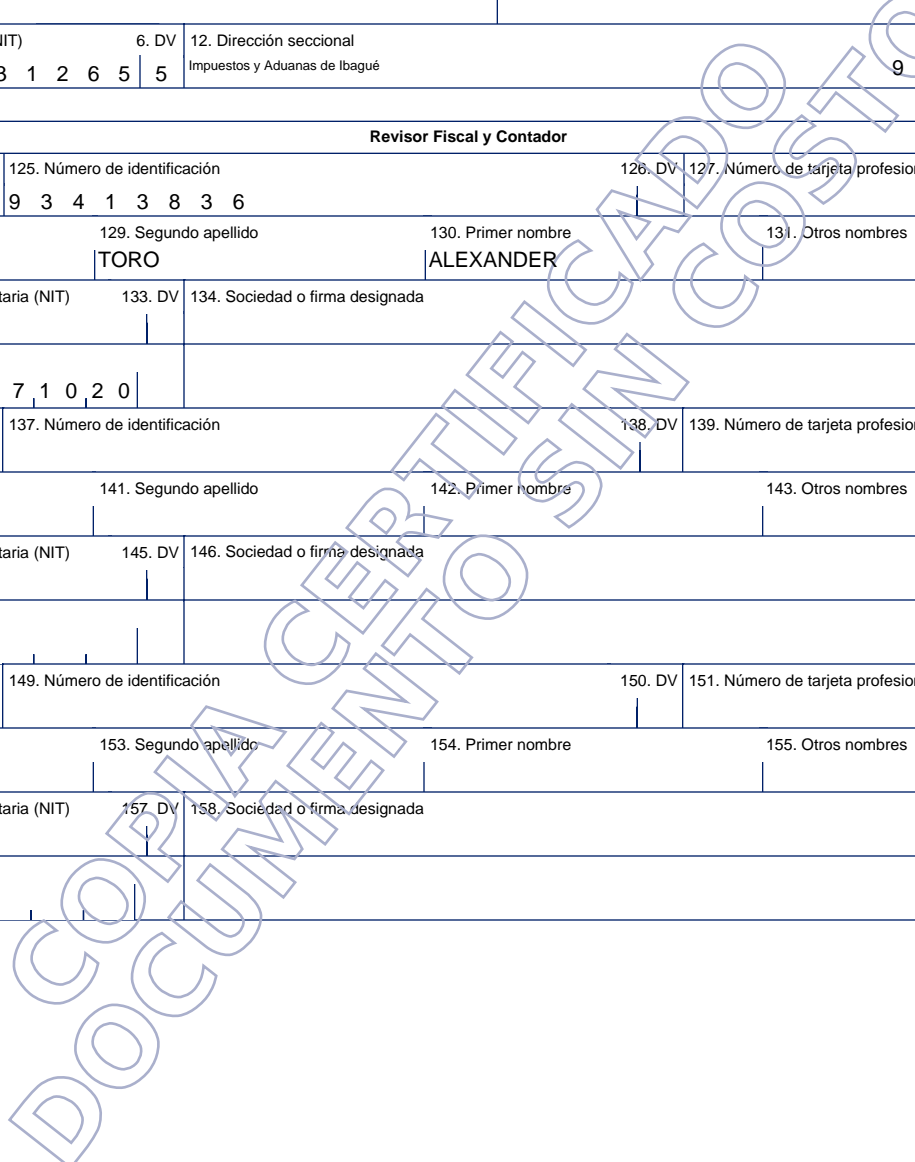 NIT) 6. DV 12. Dirección seccional
3 1 2 6 5 5 Impuestos y Aduanas de Ibagué 9
Revisor Fiscal y Contador
125. Número de identificación 126. DV 127. Número de tarjeta profesion
9 3 4 1 3 8 3 6
129. Segundo apellido 130. Primer nombre 131. Otros nombres
TORO ALEXANDER
taria (NIT) 133. DV 134. Sociedad o firma designada
7 1 0 2 0
137. Número de identificación 138. DV 139. Número de tarjeta profesion
141. Segundo apellido 142. Primer nombre 143. Otros nombres
taria (NIT) 145. DV 146. Sociedad o firma designada
149. Número de identificación 150. DV 151. Número de tarjeta profesion
153. Segundo apellido 154. Primer nombre 155. Otros nombres
taria (NIT) 157. DV 158. Sociedad o firma designada
COPIA CERTIFICADO
DOCUMENTO SIN COSTO